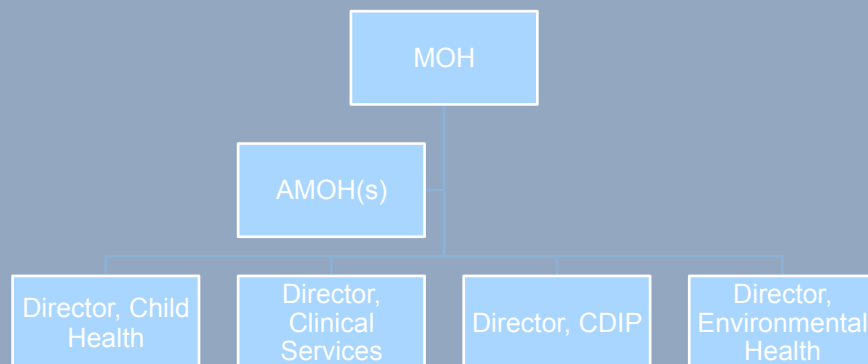 MOH
AMOH(s)
Director, Child
Health
Director,
Clinical
Services
Director, CDIP
Director,
Environmental
Health